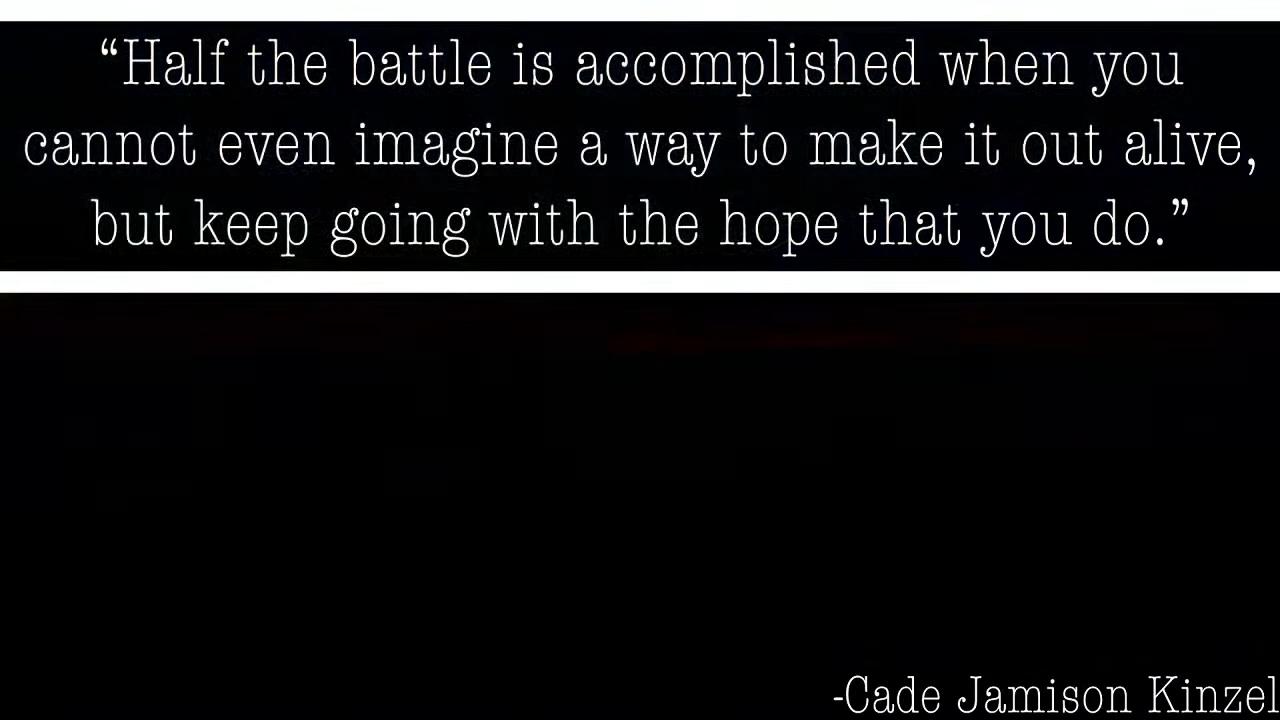 “Half the battle is accomplished when you
cannot even imagine a way to make it out alive,
but keep going with the hope that you do.”
-Cade Jamison Kinzel